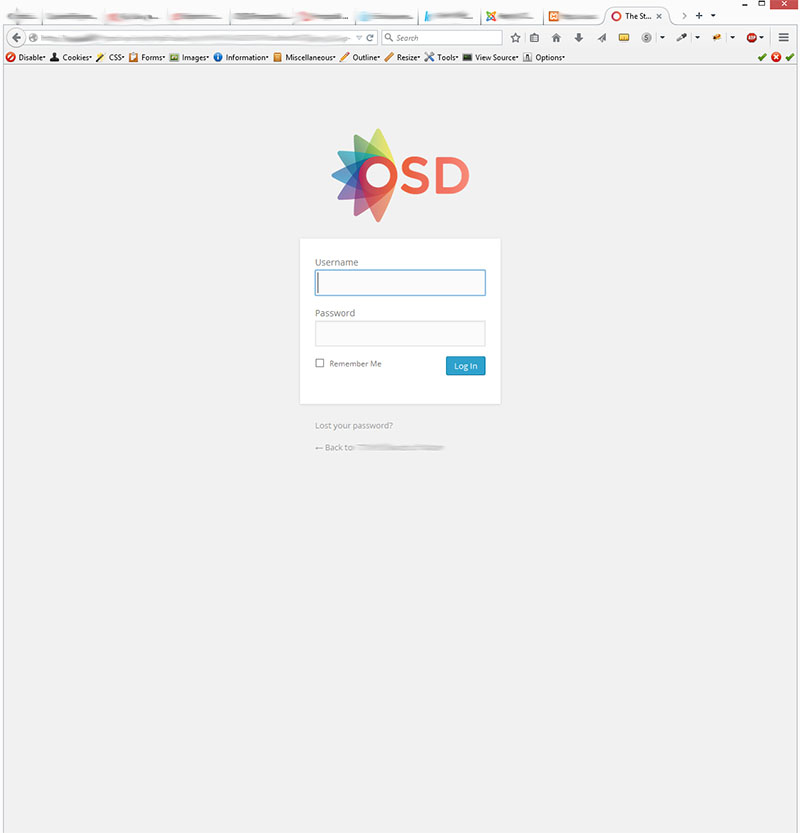 The St...
Search
Disable Cookies CSS Forms Images Information Miscellaneous Outline Resize Tools View Source Options
OSD
Username
Password
Remember Me Log In
Lost your password?
← Back to